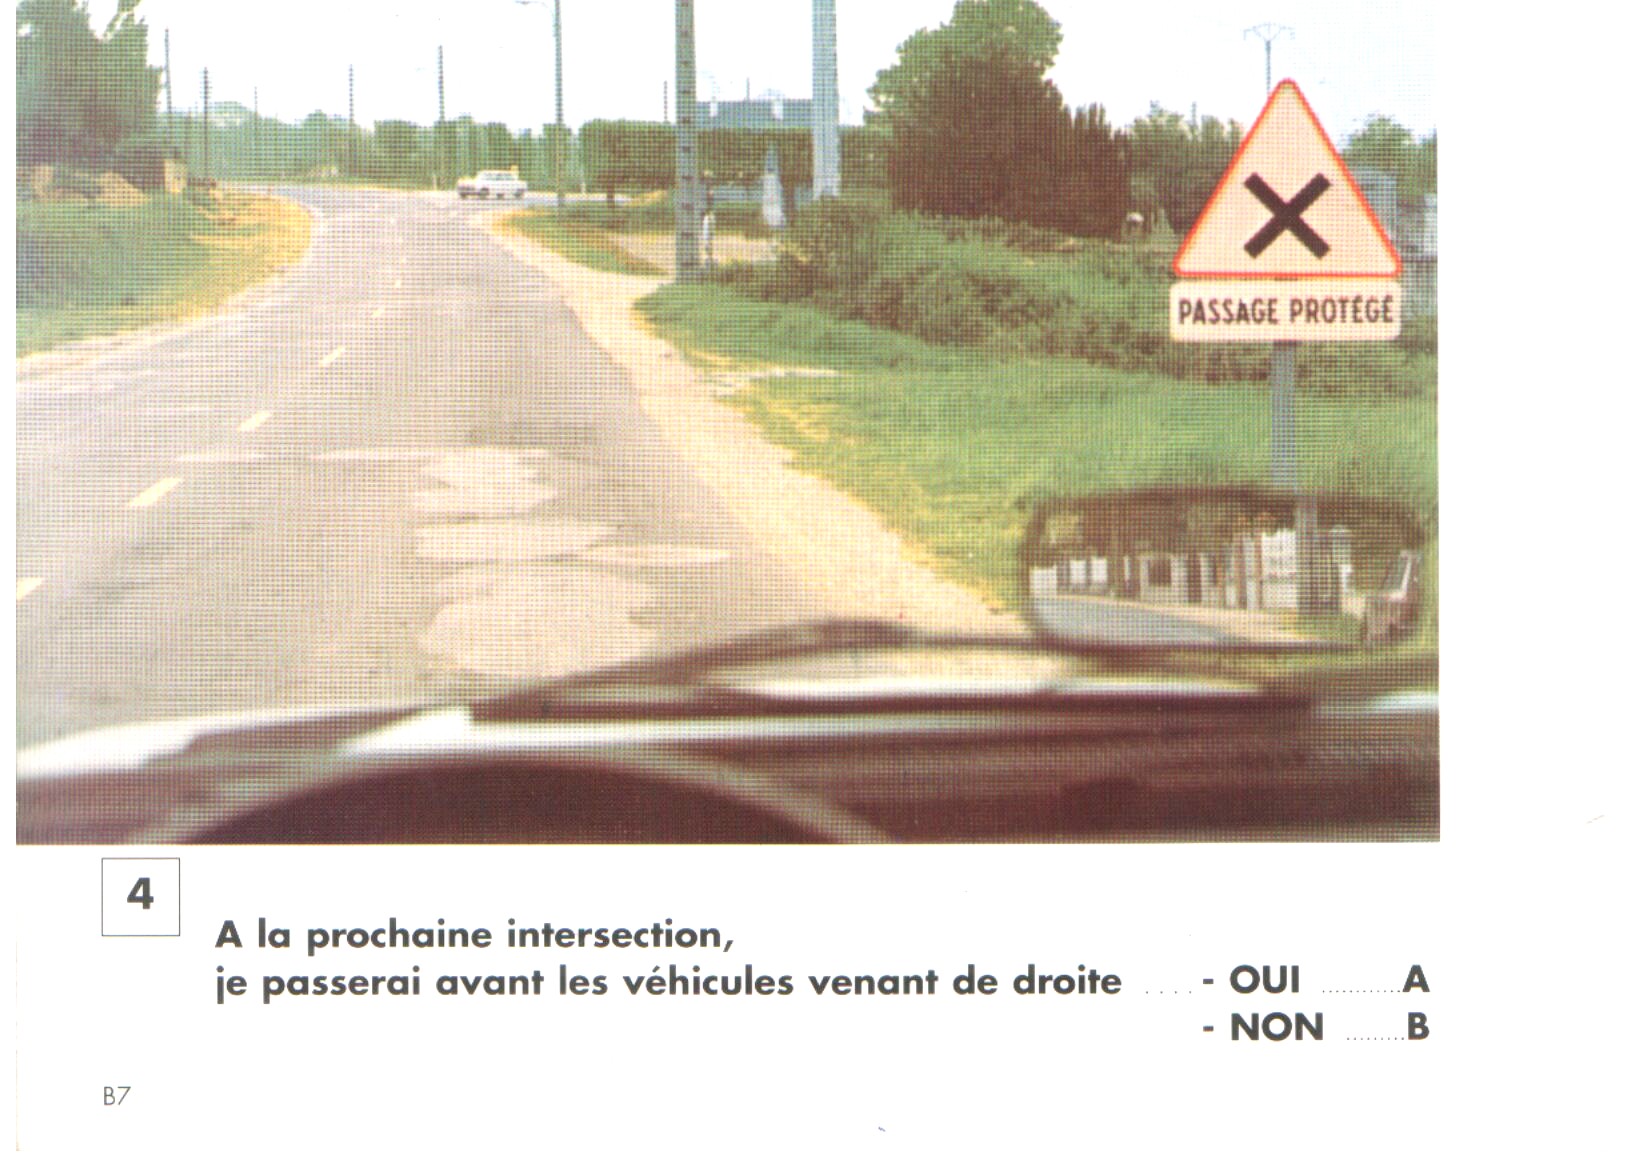 PASSAGE PROTÉGÉ
4
A la prochaine intersection,
je passerai avant les véhicules venant de droite .... - OUI ........... A
- NON ......... B
B7